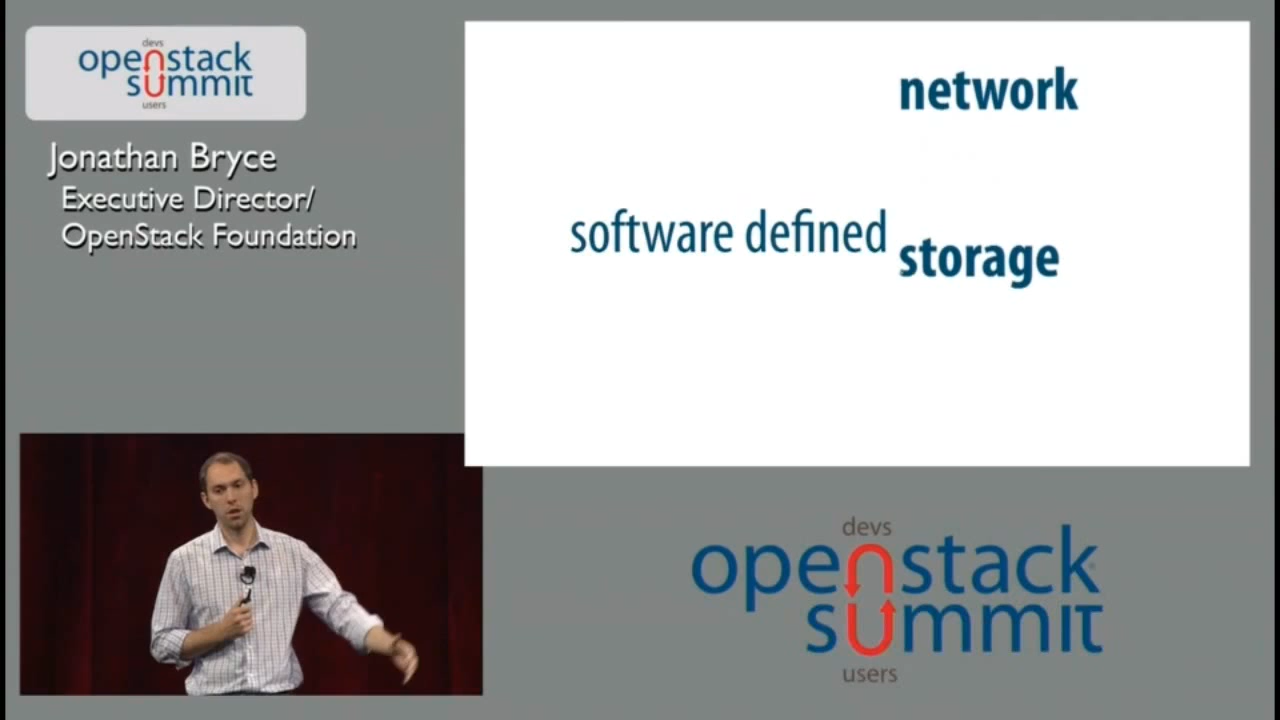 devs
openstack
summit
users
Jonathan Bryce
Executive Director/
OpenStack Foundation
network
software defined
storage
devs
openstack
summit
users